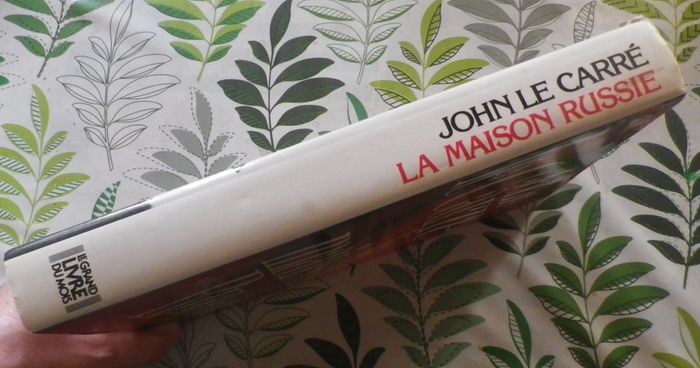 JOHN LE CARRÉ
LA MAISON RUSSIE
LE GRAND
LIVRE
DU MOIS